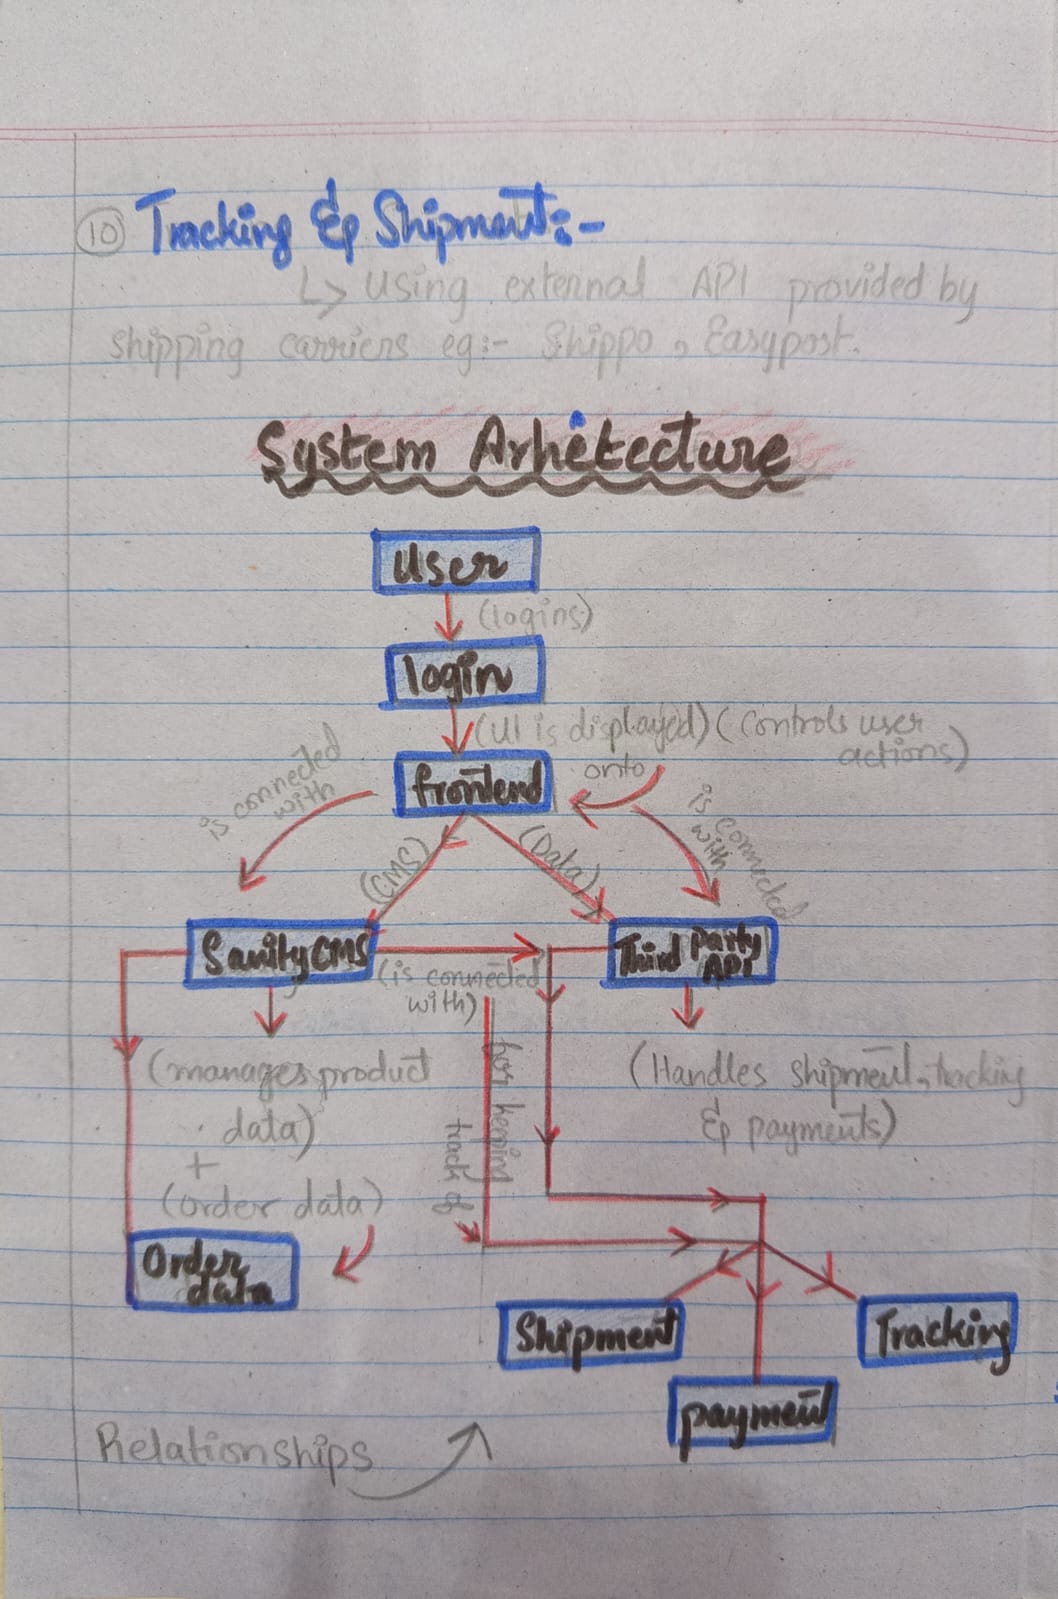 10 Tracking & Shipment:-
↳ Using external API provided by
shipping carriers eg:- Shippo, Easypost.
System Arhitecture
User
(logins)
login
(UI is displayed) (Controls user
actions)
onto
frontend
is connected
with
is connected
with
(CMS)
(Data)
Sanity CMS
Third Party
API
(is connected
with)
(manages product
data)
+
(order data)
for keepin
track of
(Handles shipment, tracking
& payments)
Order
data
Shipment
Tracking
payment
Relationships